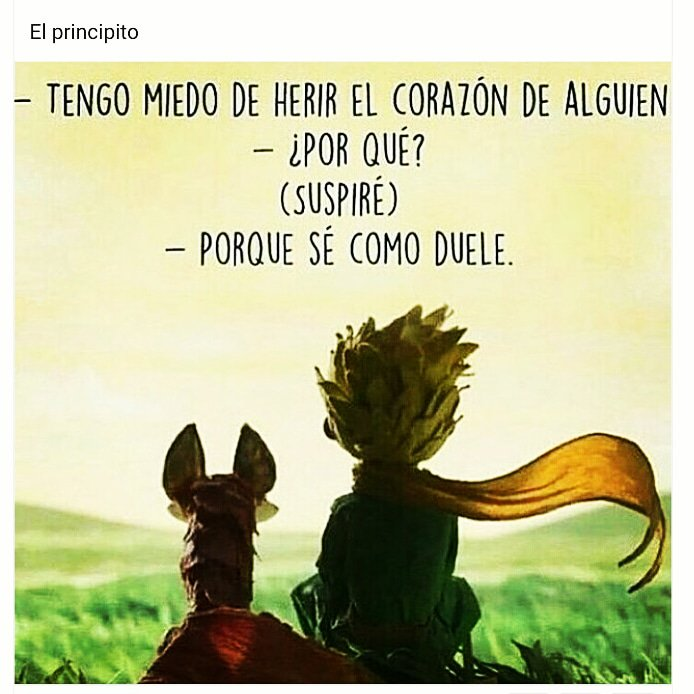 El principito
– TENGO MIEDO DE HERIR EL CORAZÓN DE ALGUIEN
– ¿POR QUÉ?
(SUSPIRÉ)
– PORQUE SÉ COMO DUELE.